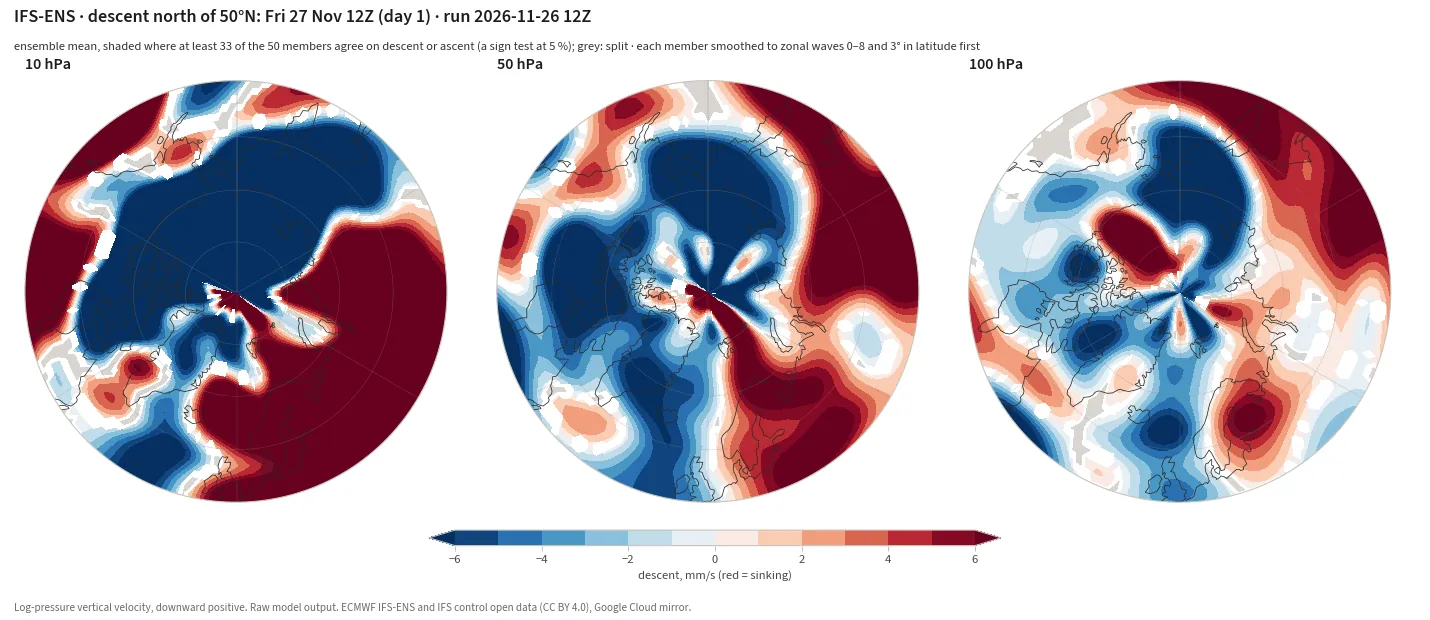 IFS-ENS · descent north of 50°N: Fri 27 Nov 12Z (day 1) · run 2026-11-26 12Z
ensemble mean, shaded where at least 33 of the 50 members agree on descent or ascent (a sign test at 5 %); grey: split · each member smoothed to zonal waves 0–8 and 3° in latitude first
10 hPa 50 hPa 100 hPa
−6 −4 −2 0 2 4 6
descent, mm/s (red = sinking)
Log-pressure vertical velocity, downward positive. Raw model output. ECMWF IFS-ENS and IFS control open data (CC BY 4.0), Google Cloud mirror.